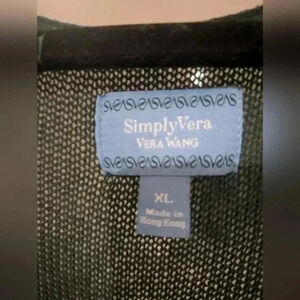 SimplyVera
VERA WANG
XL
Made in
Hong Kong